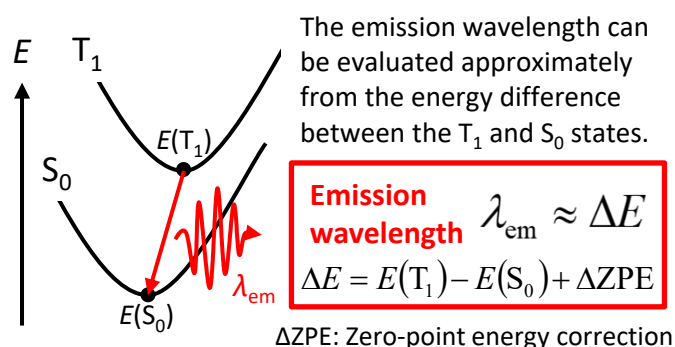 E
T₁
E(T₁)
S₀
E(S₀)
λem
The emission wavelength can
be evaluated approximately
from the energy difference
between the T₁ and S₀ states.
Emission
wavelength
λem ≈ ΔE
ΔE = E(T₁) − E(S₀) + ΔZPE
ΔZPE: Zero-point energy correction